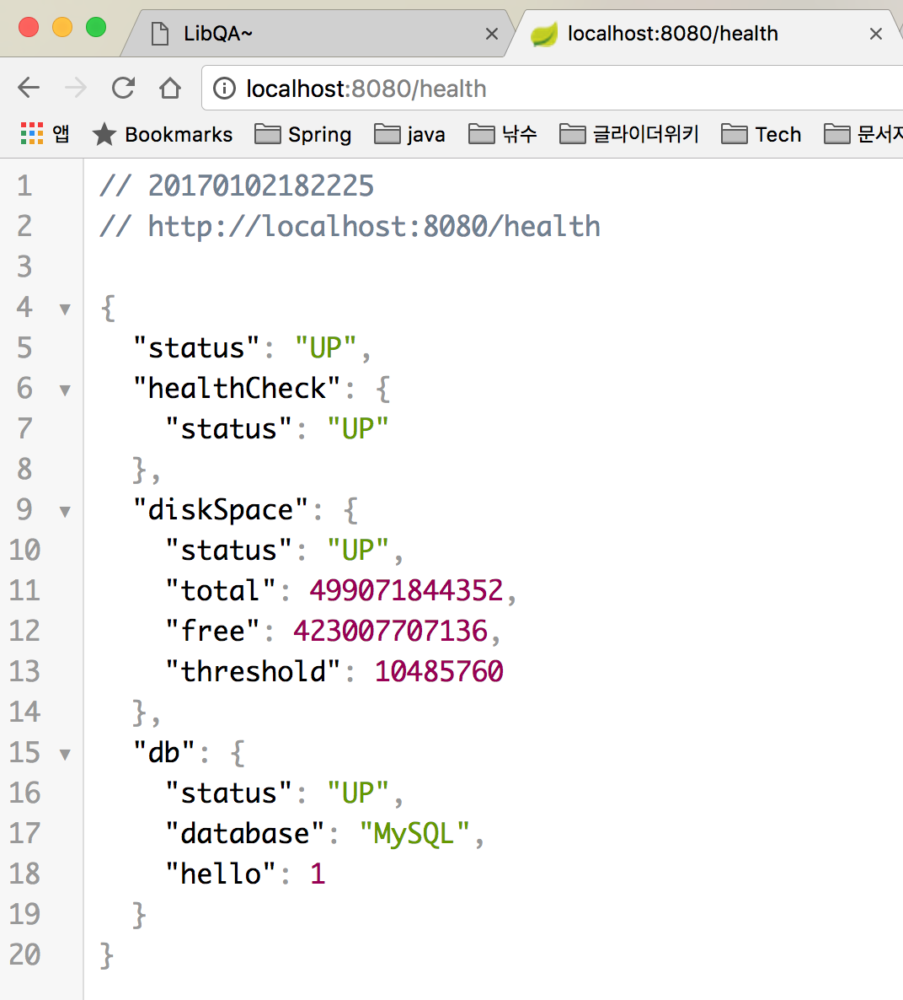 LibQA~
localhost:8080/health
localhost:8080/health
앱 Bookmarks Spring java 낚수 글라이더위키 Tech 문서
1 // 20170102182225
2 // http://localhost:8080/health
3
4 {
5 "status": "UP",
6 "healthCheck": {
7 "status": "UP"
8 },
9 "diskSpace": {
10 "status": "UP",
11 "total": 499071844352,
12 "free": 423007707136,
13 "threshold": 10485760
14 },
15 "db": {
16 "status": "UP",
17 "database": "MySQL",
18 "hello": 1
19 }
20 }